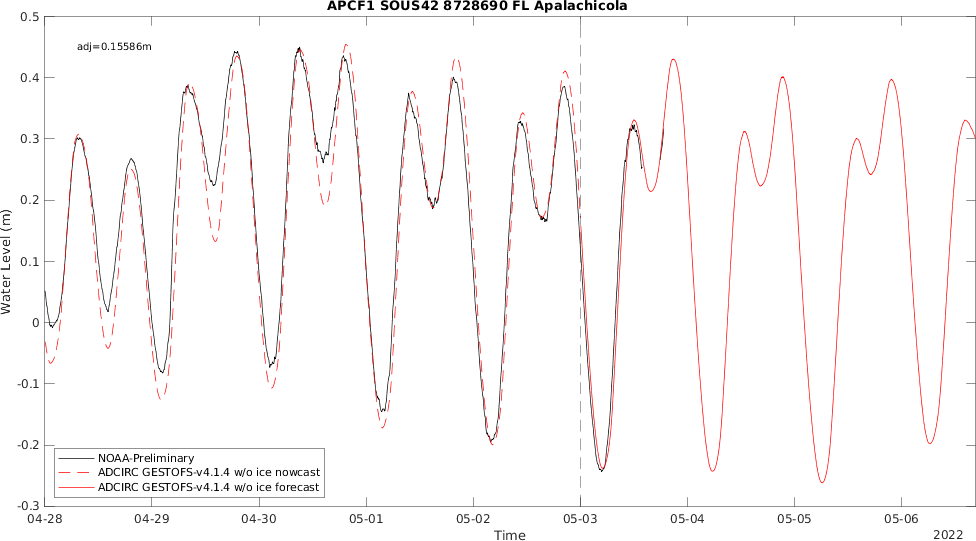 APCF1 SOUS42 8728690 FL Apalachicola
adj=0.15586m
0.5
0.4
0.3
0.2
0.1
0
-0.1
-0.2
-0.3
Water Level (m)
NOAA-Preliminary
ADCIRC GESTOFS-v4.1.4 w/o ice nowcast
ADCIRC GESTOFS-v4.1.4 w/o ice forecast
04-28 04-29 04-30 05-01 05-02 05-03 05-04 05-05 05-06
Time
2022